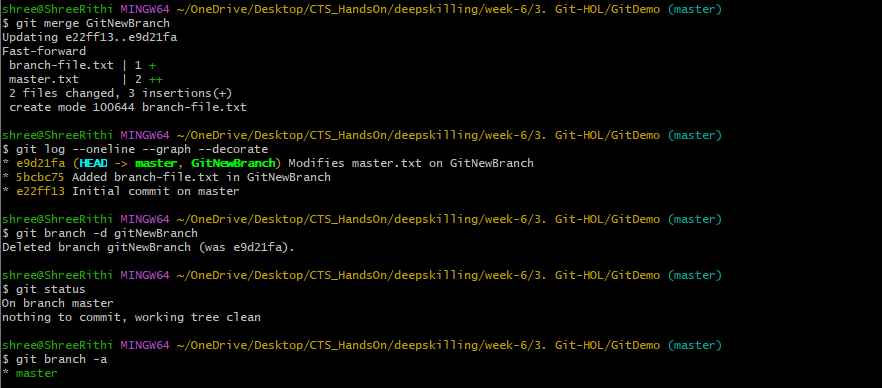 shree@ShreeRithi MINGW64 ~/OneDrive/Desktop/CTS_HandsOn/deepskilling/week-6/3. Git-HOL/GitDemo (master)
$ git merge GitNewBranch
Updating e22ff13..e9d21fa
Fast-forward
 branch-file.txt | 1 +
 master.txt      | 2 ++
 2 files changed, 3 insertions(+)
 create mode 100644 branch-file.txt

shree@ShreeRithi MINGW64 ~/OneDrive/Desktop/CTS_HandsOn/deepskilling/week-6/3. Git-HOL/GitDemo (master)
$ git log --oneline --graph --decorate
* e9d21fa (HEAD -> master, GitNewBranch) Modifies master.txt on GitNewBranch
* 5bcbc75 Added branch-file.txt in GitNewBranch
* e22ff13 Initial commit on master

shree@ShreeRithi MINGW64 ~/OneDrive/Desktop/CTS_HandsOn/deepskilling/week-6/3. Git-HOL/GitDemo (master)
$ git branch -d gitNewBranch
Deleted branch gitNewBranch (was e9d21fa).

shree@ShreeRithi MINGW64 ~/OneDrive/Desktop/CTS_HandsOn/deepskilling/week-6/3. Git-HOL/GitDemo (master)
$ git status
On branch master
nothing to commit, working tree clean

shree@ShreeRithi MINGW64 ~/OneDrive/Desktop/CTS_HandsOn/deepskilling/week-6/3. Git-HOL/GitDemo (master)
$ git branch -a
* master